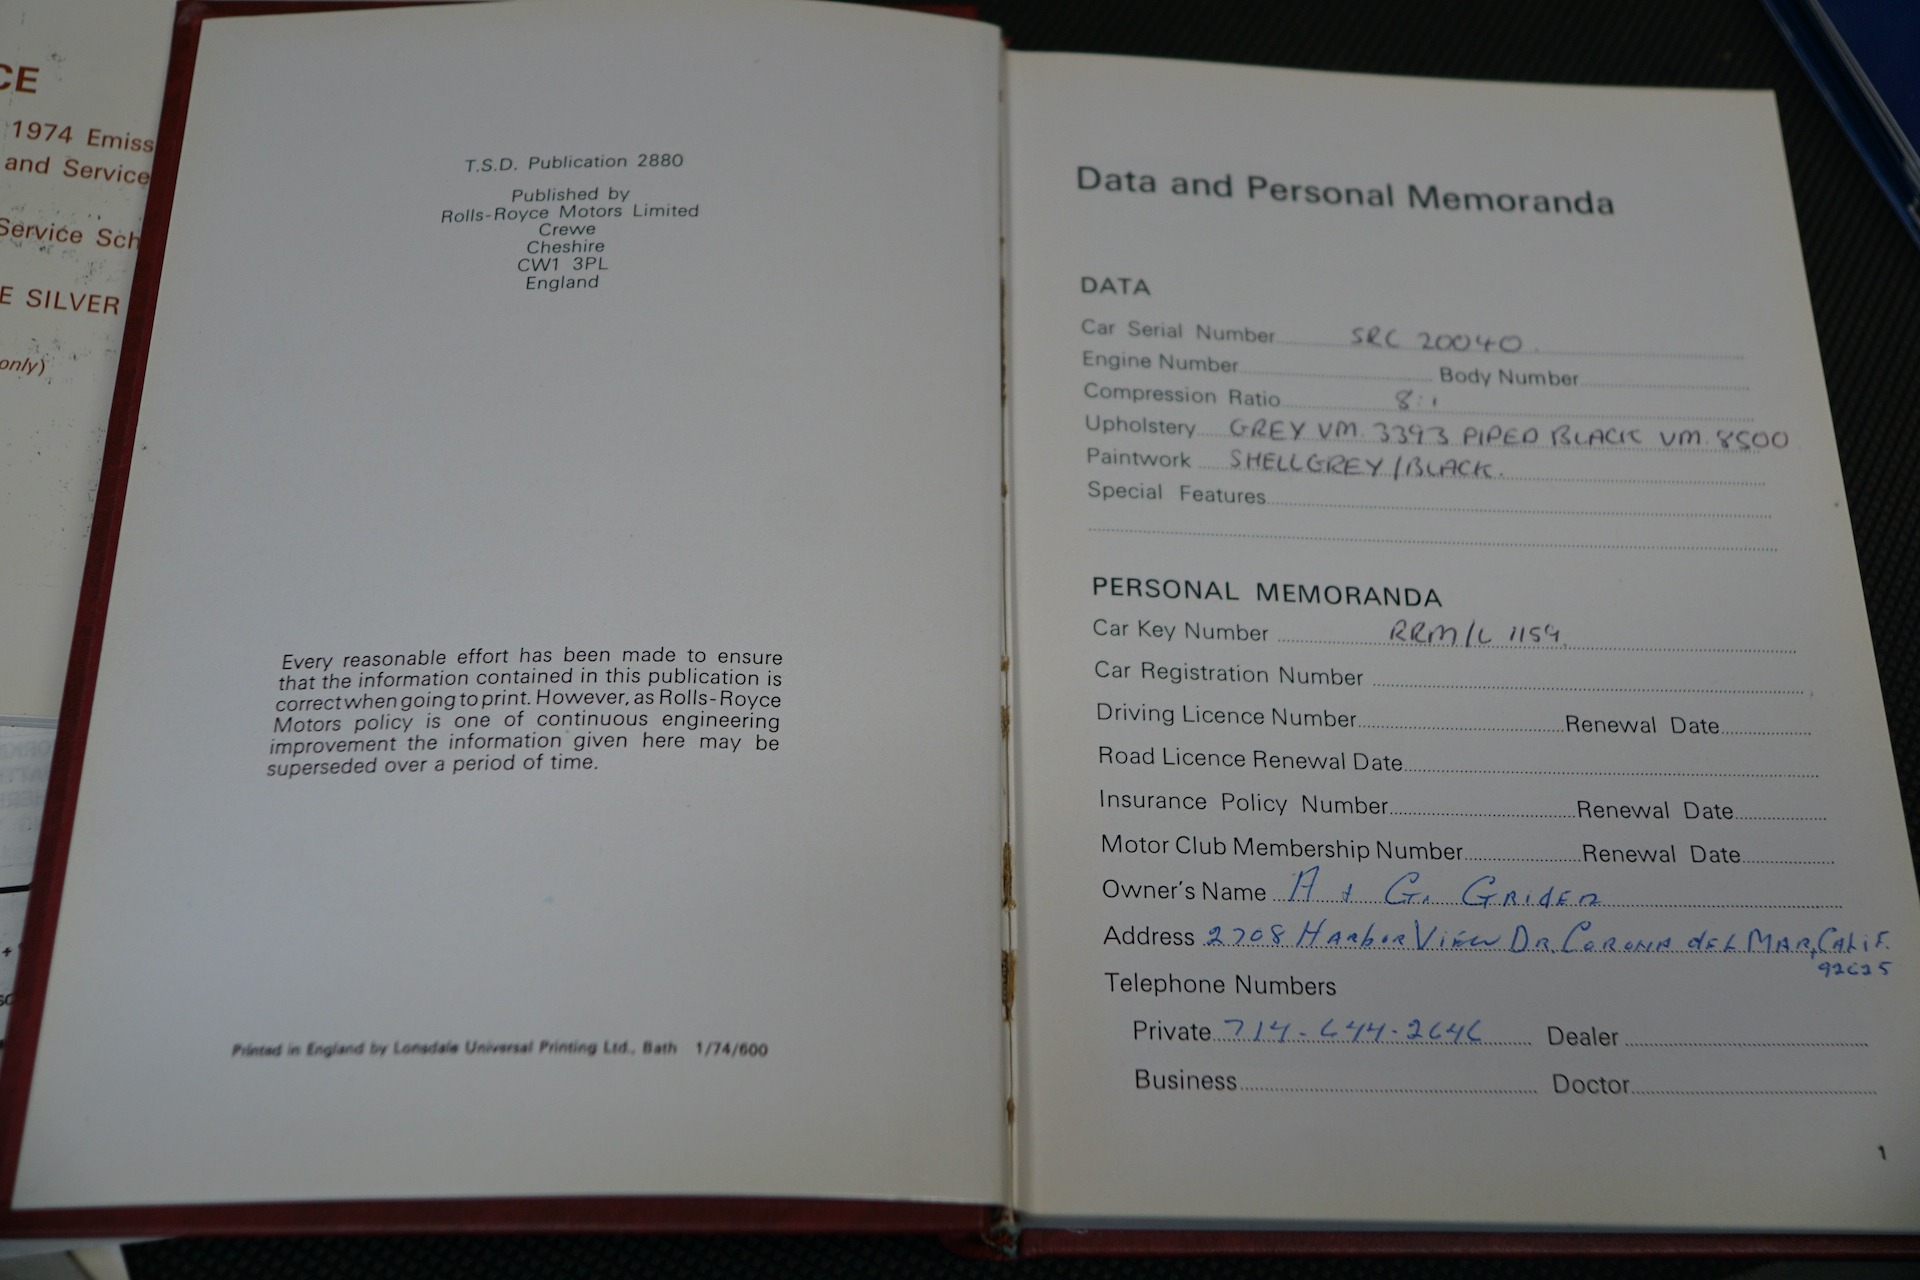 CE
1974 Emiss
and Service
Service Sch
E SILVER
only)
T.S.D. Publication 2880
Published by
Rolls-Royce Motors Limited
Crewe
Cheshire
CW1 3PL
England
Every reasonable effort has been made to ensure
that the information contained in this publication is
correct when going to print. However, as Rolls-Royce
Motors policy is one of continuous engineering
improvement the information given here may be
superseded over a period of time.
Printed in England by Lonsdale Universal Printing Ltd., Bath 1/74/600
Data and Personal Memoranda
DATA
Car Serial Number SRC 20040.
Engine Number Body Number
Compression Ratio 8:1
Upholstery GREY VM. 3393 PIPED BLACK VM. 8500
Paintwork SHELLGREY/BLACK.
Special Features
PERSONAL MEMORANDA
Car Key Number RRM/L 1159.
Car Registration Number
Driving Licence Number Renewal Date
Road Licence Renewal Date
Insurance Policy Number Renewal Date
Motor Club Membership Number Renewal Date
Owner's Name A + G. GRIdER
Address 2708 HArborView DR. CORONA dEL MAR, CALiF.
92625
Telephone Numbers
Private 714-644-2646 Dealer
Business Doctor
1